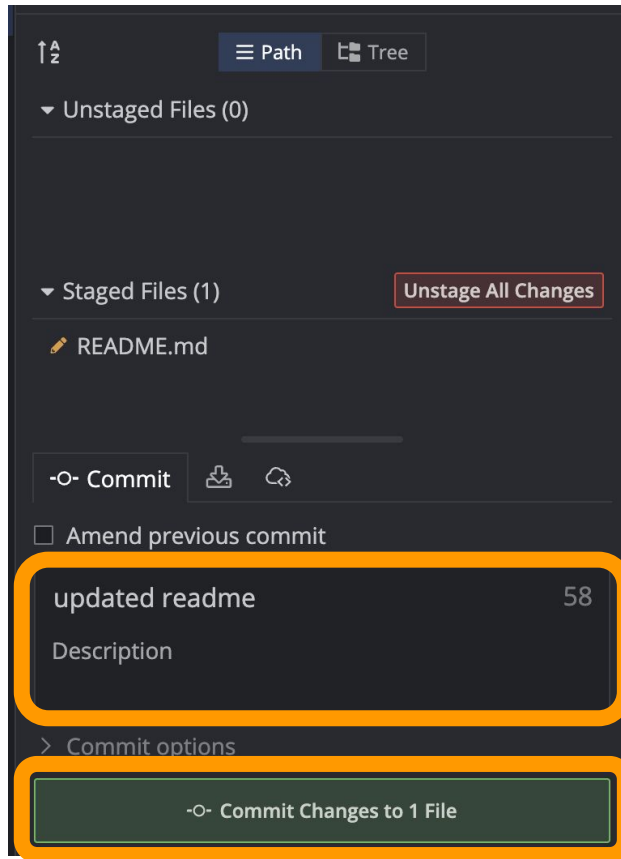 Path Tree
Unstaged Files (0)
Staged Files (1) Unstage All Changes
README.md
Commit
Amend previous commit
updated readme 58
Description
Commit options
Commit Changes to 1 File